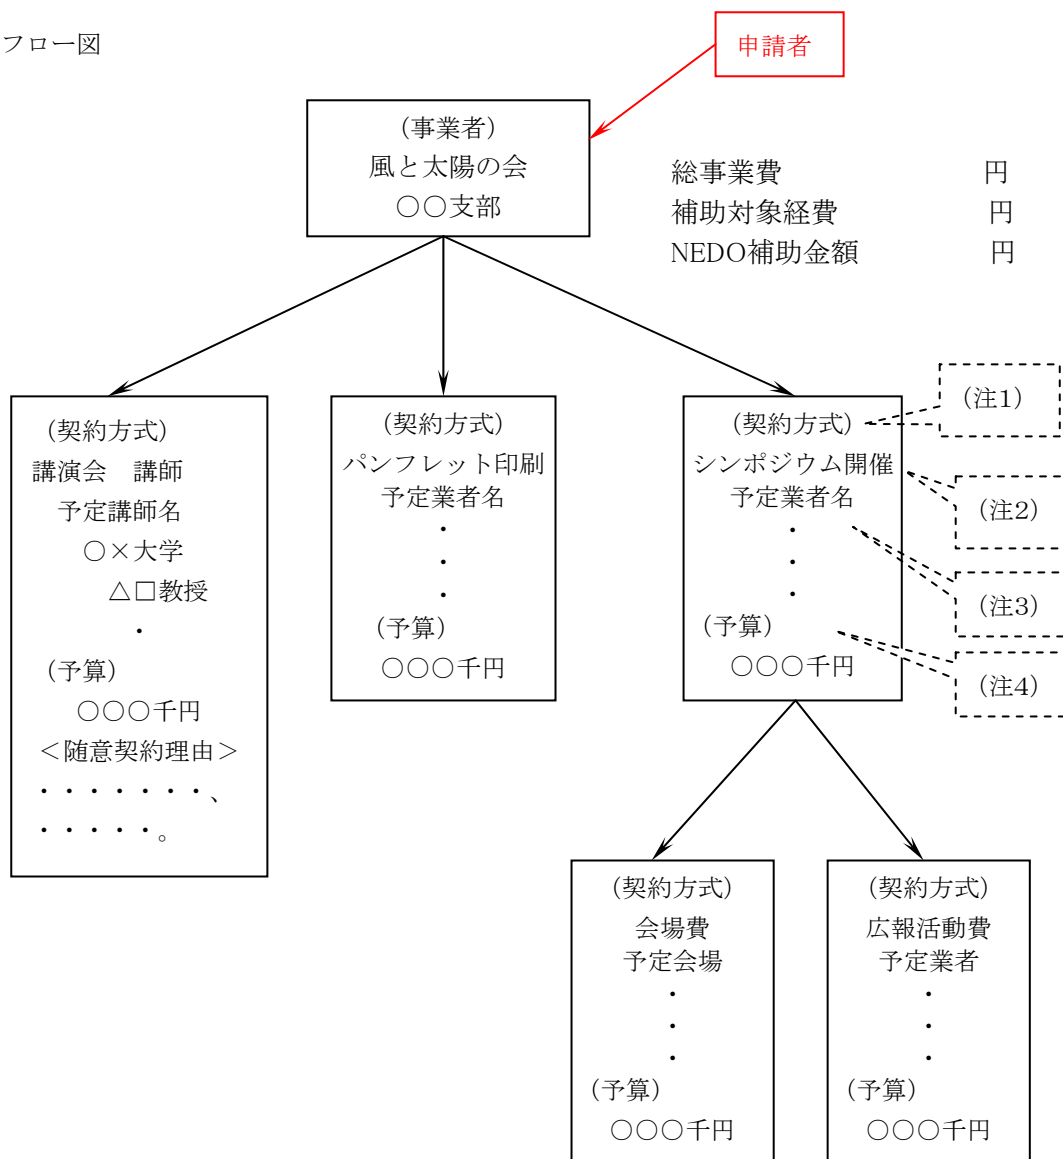 フロー図
申請者
(事業者)
風と太陽の会
○○支部
総事業費 円
補助対象経費 円
NEDO補助金額 円
(契約方式)
講演会 講師
予定講師名
○×大学
△□教授
・
(予算)
○○○千円
<随意契約理由>
・・・・・・・、
・・・・・。
(契約方式)
パンフレット印刷
予定業者名
・
・
・
(予算)
○○○千円
(契約方式)
シンポジウム開催
予定業者名
・
・
・
(予算)
○○○千円
(注1)
(注2)
(注3)
(注4)
(契約方式)
会場費
予定会場
・
・
・
(予算)
○○○千円
(契約方式)
広報活動費
予定業者
・
・
・
(予算)
○○○千円